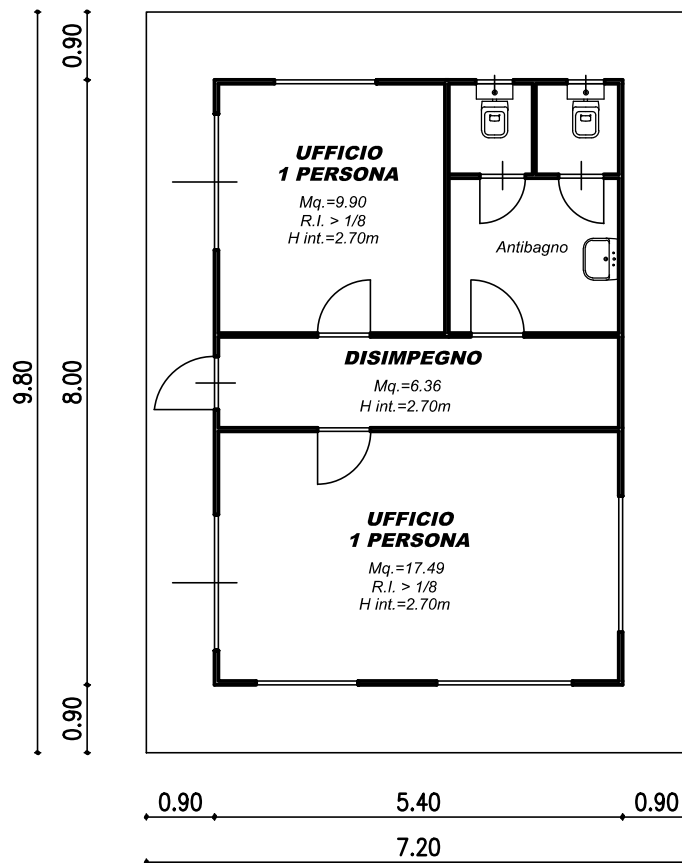 0.90
9.80
8.00
0.90
UFFICIO
1 PERSONA
Mq.=9.90
R.I. > 1/8
H int.=2.70m
Antibagno
DISIMPEGNO
Mq.=6.36
H int.=2.70m
UFFICIO
1 PERSONA
Mq.=17.49
R.I. > 1/8
H int.=2.70m
0.90 5.40 0.90
7.20